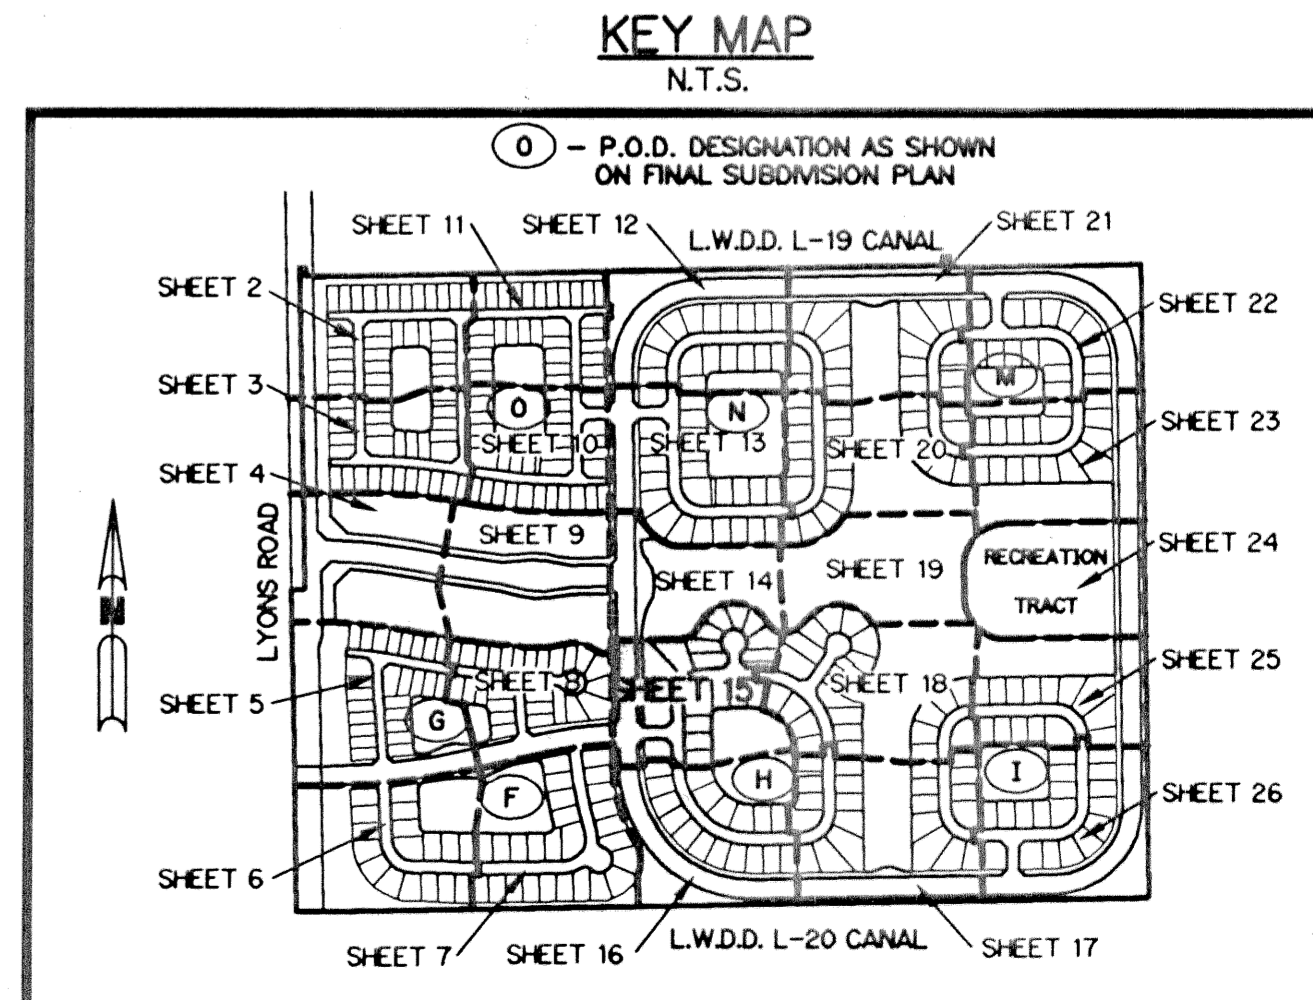 KEY MAP
N.T.S.
O - P.O.D. DESIGNATION AS SHOWN
ON FINAL SUBDIVISION PLAN
SHEET 11
SHEET 12
L.W.D.D. L-19 CANAL
SHEET 21
SHEET 2
SHEET 22
SHEET 3
M
O
N
SHEET 23
SHEET 10
SHEET 13
SHEET 20
SHEET 4
LYONS ROAD
SHEET 9
SHEET 24
RECREATION
TRACT
SHEET 14
SHEET 19
N
SHEET 25
SHEET 8
SHEET 15
SHEET 18
SHEET 5
G
H
I
F
SHEET 26
SHEET 6
SHEET 7
SHEET 16
L.W.D.D. L-20 CANAL
SHEET 17